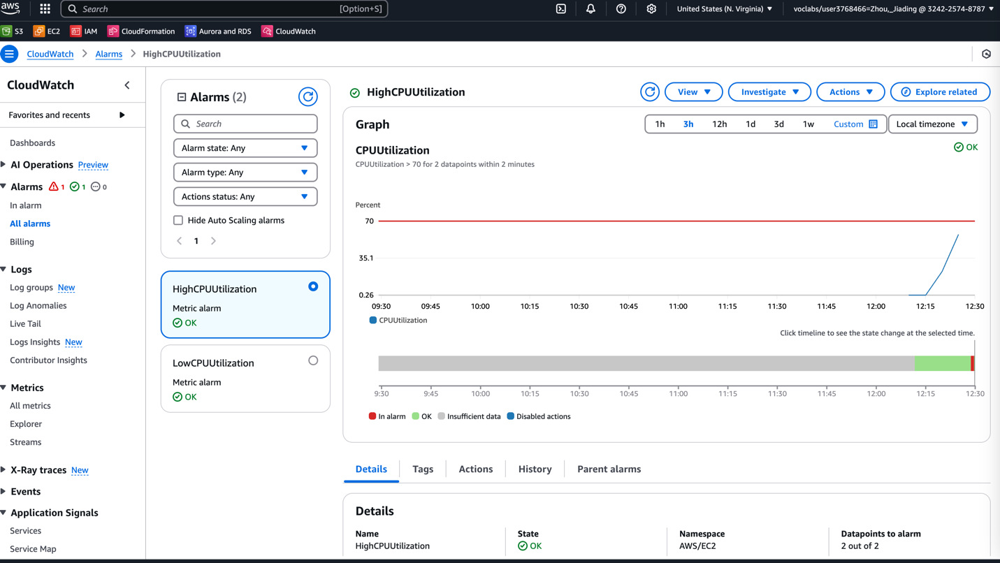 aws
Search [Option+S]
United States (N. Virginia)
voclabs/user3768466=Zhou,_Jiading @ 3242-2574-8787
S3 EC2 IAM CloudFormation Aurora and RDS CloudWatch
CloudWatch Alarms HighCPUUtilization
CloudWatch
Favorites and recents
Dashboards
AI Operations Preview
Alarms 1 1 0
In alarm
All alarms
Billing
Logs
Log groups New
Log Anomalies
Live Tail
Logs Insights New
Contributor Insights
Metrics
All metrics
Explorer
Streams
X-Ray traces New
Events
Application Signals
Services
Service Map
Alarms (2)
Search
Alarm state: Any
Alarm type: Any
Actions status: Any
Hide Auto Scaling alarms
1
HighCPUUtilization
Metric alarm
OK
LowCPUUtilization
Metric alarm
OK
HighCPUUtilization
View Investigate Actions Explore related
Graph
1h 3h 12h 1d 3d 1w Custom Local timezone
CPUUtilization
OK
CPUUtilization > 70 for 2 datapoints within 2 minutes
Percent
70
35.1
0.26
09:30 09:45 10:00 10:15 10:30 10:45 11:00 11:15 11:30 11:45 12:00 12:15 12:30
CPUUtilization
Click timeline to see the state change at the selected time.
9:30 9:45 10:00 10:15 10:30 10:45 11:00 11:15 11:30 11:45 12:00 12:15 12:30
In alarm OK Insufficient data Disabled actions
Details Tags Actions History Parent alarms
Details
Name State Namespace Datapoints to alarm
HighCPUUtilization OK AWS/EC2 2 out of 2